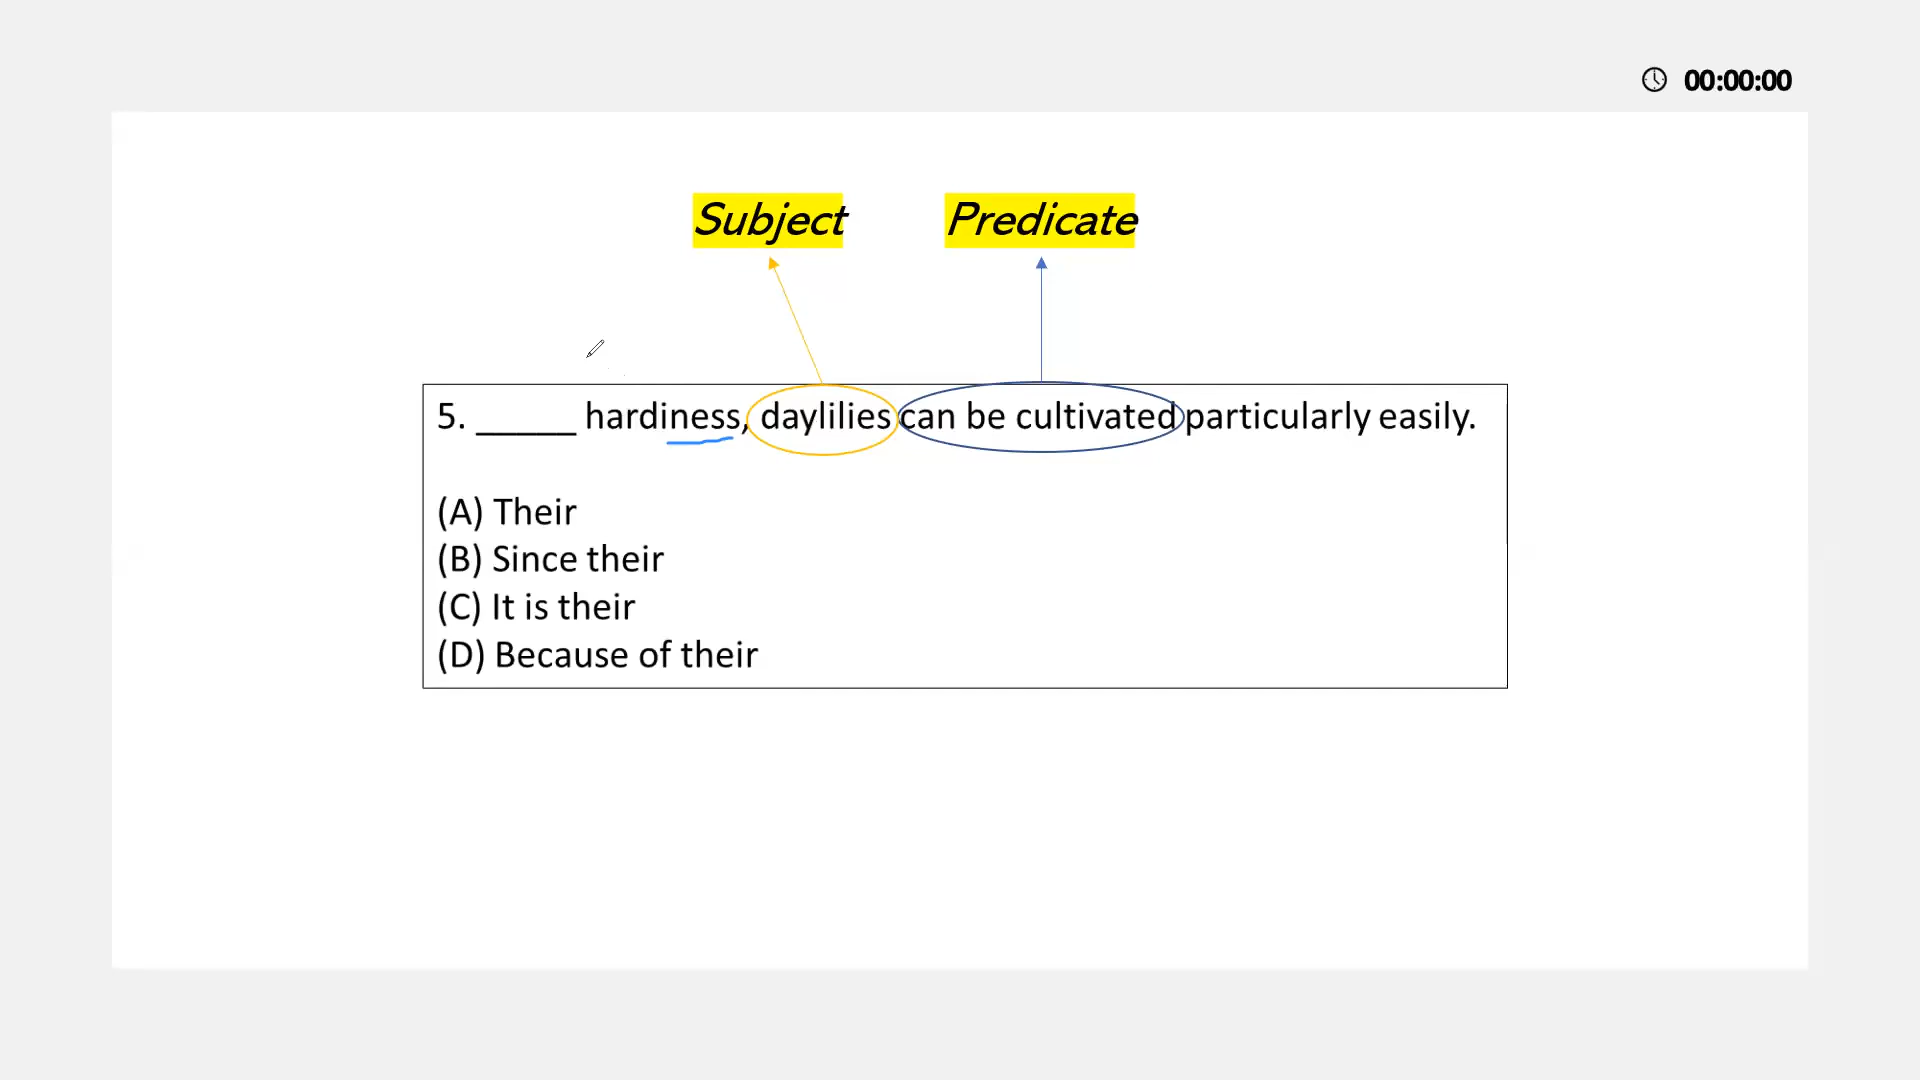 00:00:00
Subject Predicate
5. _____ hardiness, daylilies can be cultivated particularly easily.
(A) Their
(B) Since their
(C) It is their
(D) Because of their